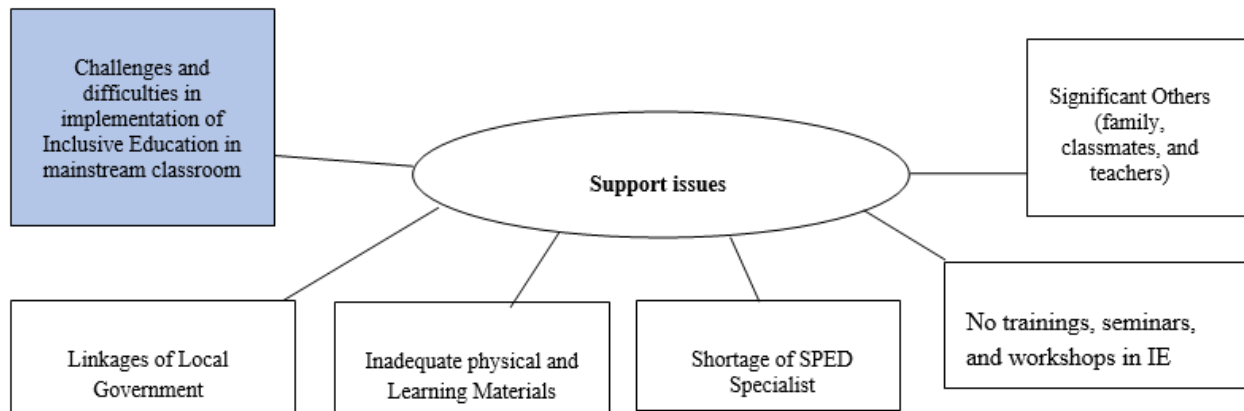 Challenges and
difficulties in
implementation of
Inclusive Education in
mainstream classroom
Support issues
Significant Others
(family,
classmates, and
teachers)
Linkages of Local
Government
Inadequate physical and
Learning Materials
Shortage of SPED
Specialist
No trainings, seminars,
and workshops in IE